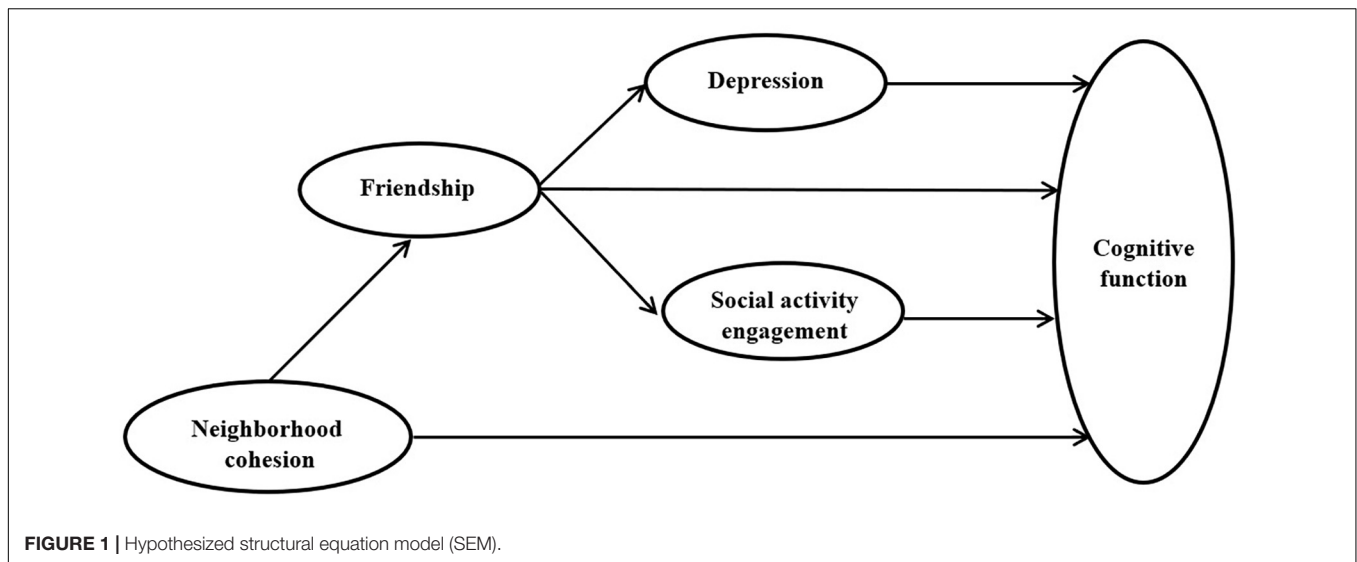 Depression
Friendship
Cognitive
function
Social activity
engagement
Neighborhood
cohesion
FIGURE 1 | Hypothesized structural equation model (SEM).